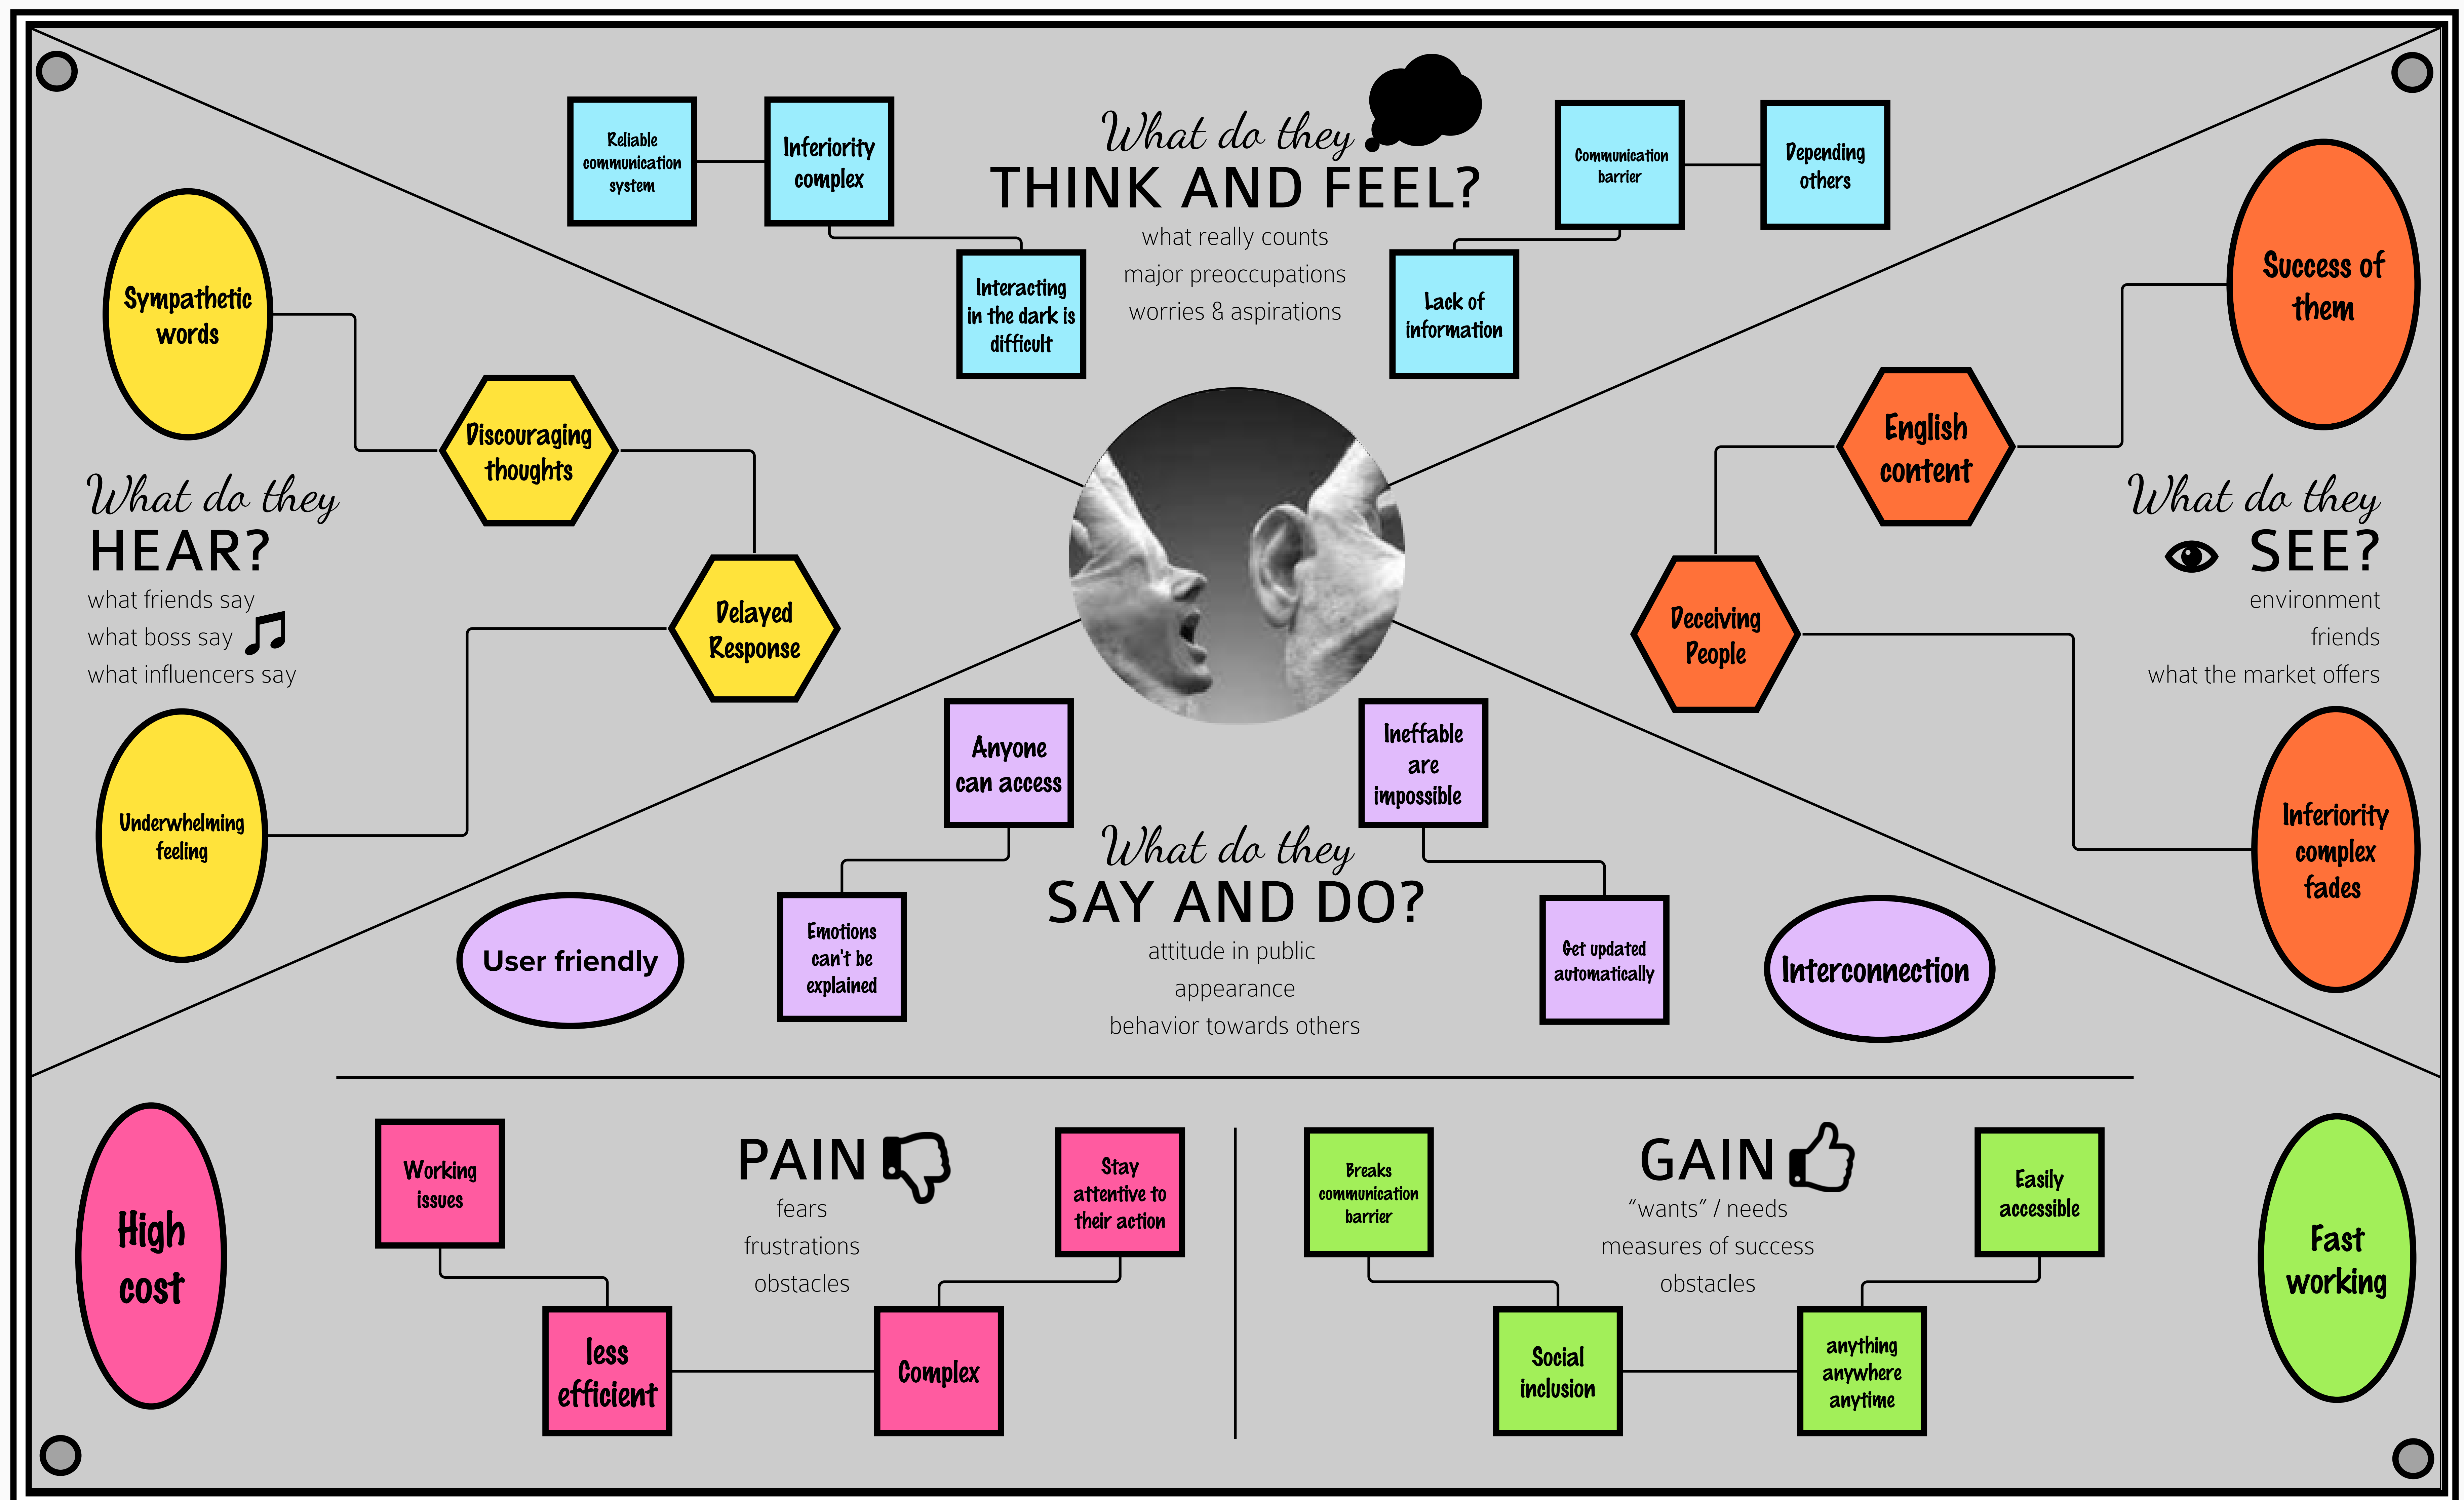 What do they
THINK AND FEEL?
what really counts
major preoccupations
worries & aspirations
Reliable
communication
system
Inferiority
complex
Interacting
in the dark is
difficult
Communication
barrier
Depending
others
Lack of
information
What do they
HEAR?
what friends say
what boss say
what influencers say
Sympathetic
words
Discouraging
thoughts
Delayed
Response
Underwhelming
feeling
What do they
SEE?
environment
friends
what the market offers
Success of
them
English
content
Deceiving
People
Inferiority
complex
fades
What do they
SAY AND DO?
attitude in public
appearance
behavior towards others
Anyone
can access
Emotions
can't be
explained
User friendly
Ineffable
are
impossible
Get updated
automatically
Interconnection
PAIN
fears
frustrations
obstacles
High
cost
Working
issues
less
efficient
Complex
Stay
attentive to
their action
GAIN
“wants” / needs
measures of success
obstacles
Breaks
communication
barrier
Social
inclusion
anything
anywhere
anytime
Easily
accessible
Fast
working